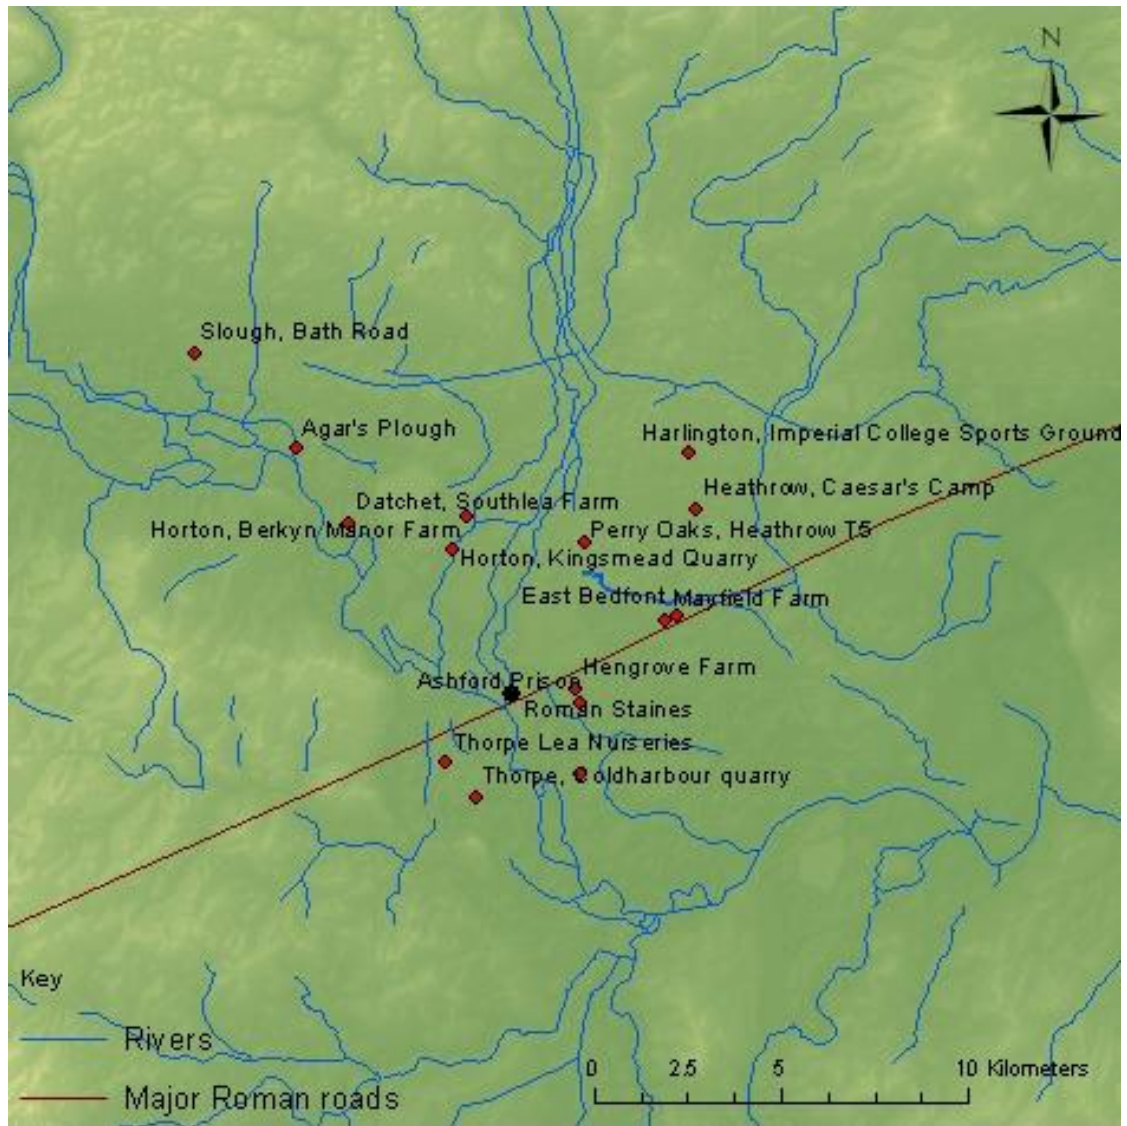 N
Slough, Bath Road
Agar's Plough
Harlington, Imperial College Sports Ground
Heathrow, Caesar's Camp
Datchet, Southlea Farm
Horton, Berkyn Manor Farm
Perry Oaks, Heathrow T5
Horton, Kingsmead Quarry
East Bedfont
Mayfield Farm
Hengrove Farm
Ashford Prison
Roman Staines
Thorpe Lea Nurseries
Thorpe, Coldharbour quarry
Key
Rivers
Major Roman roads
0 2.5 5 10 Kilometers